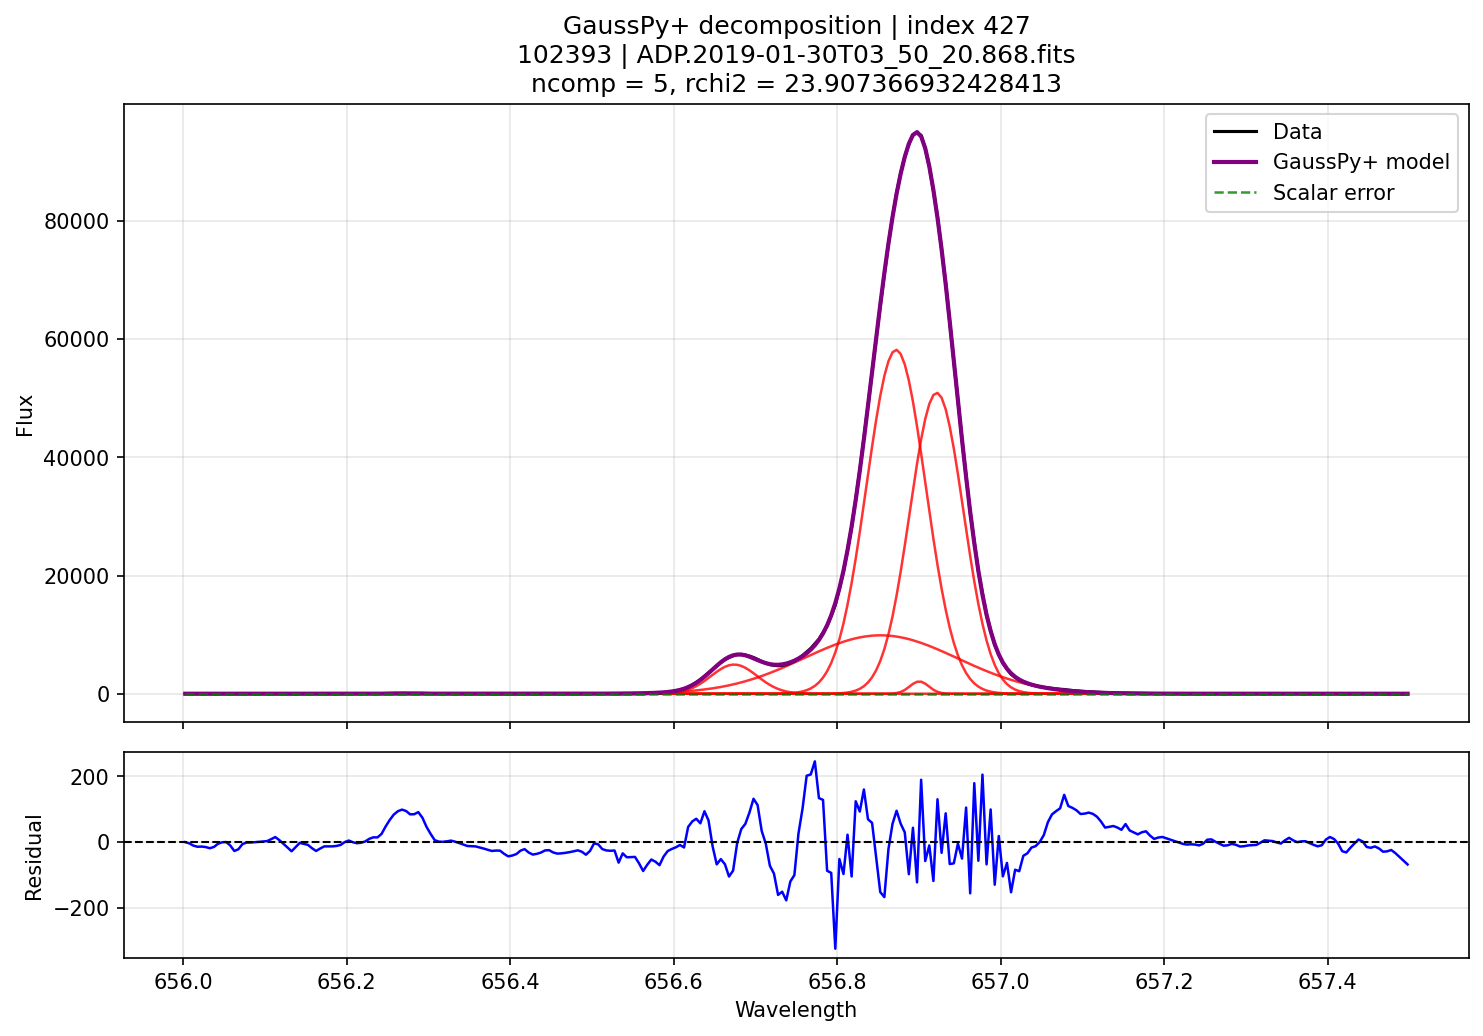 GaussPy+ decomposition | index 427
102393 | ADP.2019-01-30T03_50_20.868.fits
ncomp = 5, rchi2 = 23.907366932428413
Data
GaussPy+ model
Scalar error
Flux
80000
60000
40000
20000
0
Residual
200
0
−200
656.0 656.2 656.4 656.6 656.8 657.0 657.2 657.4
Wavelength